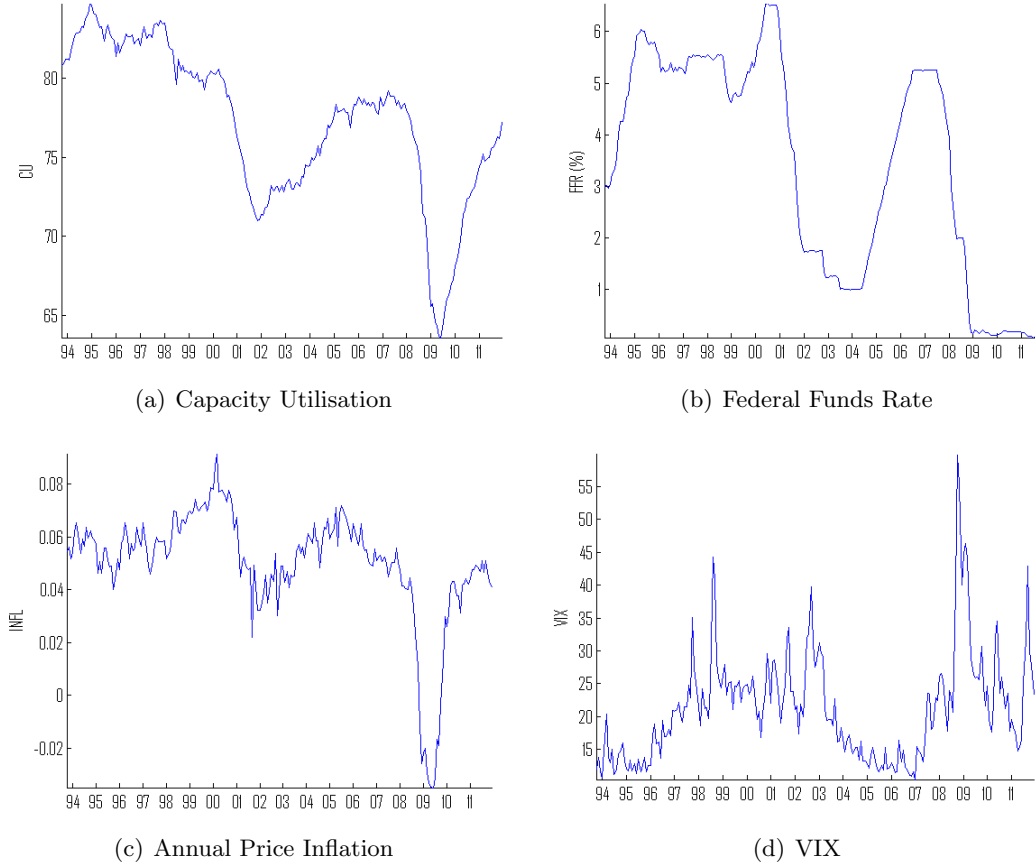 80
75
70
65
CU
94 95 96 97 98 99 00 01 02 03 04 05 06 07 08 09 10 11
(a) Capacity Utilisation
6
5
4
3
2
1
FFR (%)
94 95 96 97 98 99 00 01 02 03 04 05 06 07 08 09 10 11
(b) Federal Funds Rate
0.08
0.06
0.04
0.02
0
-0.02
INFL
94 95 96 97 98 99 00 01 02 03 04 05 06 07 08 09 10 11
(c) Annual Price Inflation
55
50
45
40
35
30
25
20
15
VIX
94 95 96 97 98 99 00 01 02 03 04 05 06 07 08 09 10 11
(d) VIX